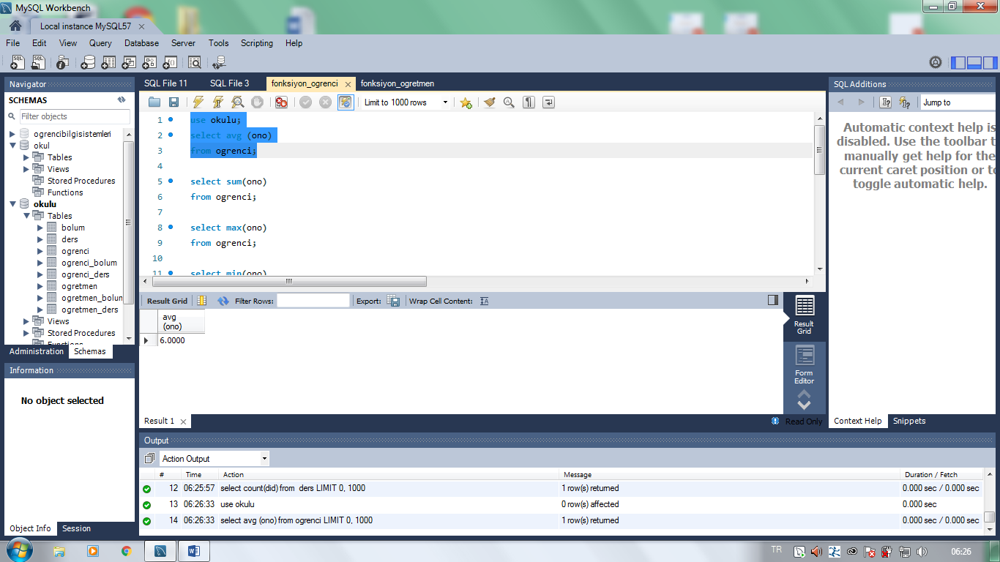 MySQL Workbench
Local instance MySQL57
File Edit View Query Database Server Tools Scripting Help
Navigator
SCHEMAS
Filter objects
ogrencibilgisistemleri
okul
Tables
Views
Stored Procedures
Functions
okulu
Tables
bolum
ders
ogrenci
ogrenci_bolum
ogrenci_ders
ogretmen
ogretmen_bolun
ogretmen_ders
Views
Stored Procedures
Functions
Administration Schemas
Information
No object selected
Object Info Session
SQL File 11 SQL File 3 fonksiyon_ogrenci fonksiyon_ogretmen
Limit to 1000 rows
1 use okulu;
2 select avg (ono)
3 from ogrenci;
4
5 select sum(ono)
6 from ogrenci;
7
8 select max(ono)
9 from ogrenci;
10
11 select min(ono)
Result Grid Filter Rows: Export: Wrap Cell Content:
avg
(ono)
6.0000
Result
Grid
Form
Editor
Result 1
Read Only
SQL Additions
Jump to
Automatic context help is
disabled. Use the toolbar t
manually get help for the
current caret position or to
toggle automatic help.
Context Help Snippets
Output
Action Output
# Time Action Message Duration / Fetch
12 06:25:57 select count(did) from ders LIMIT 0, 1000 1 row(s) returned 0.000 sec / 0.000 sec
13 06:26:33 use okulu 0 row(s) affected 0.000 sec
14 06:26:33 select avg (ono) from ogrenci LIMIT 0, 1000 1 row(s) returned 0.000 sec / 0.000 sec
TR
06:26